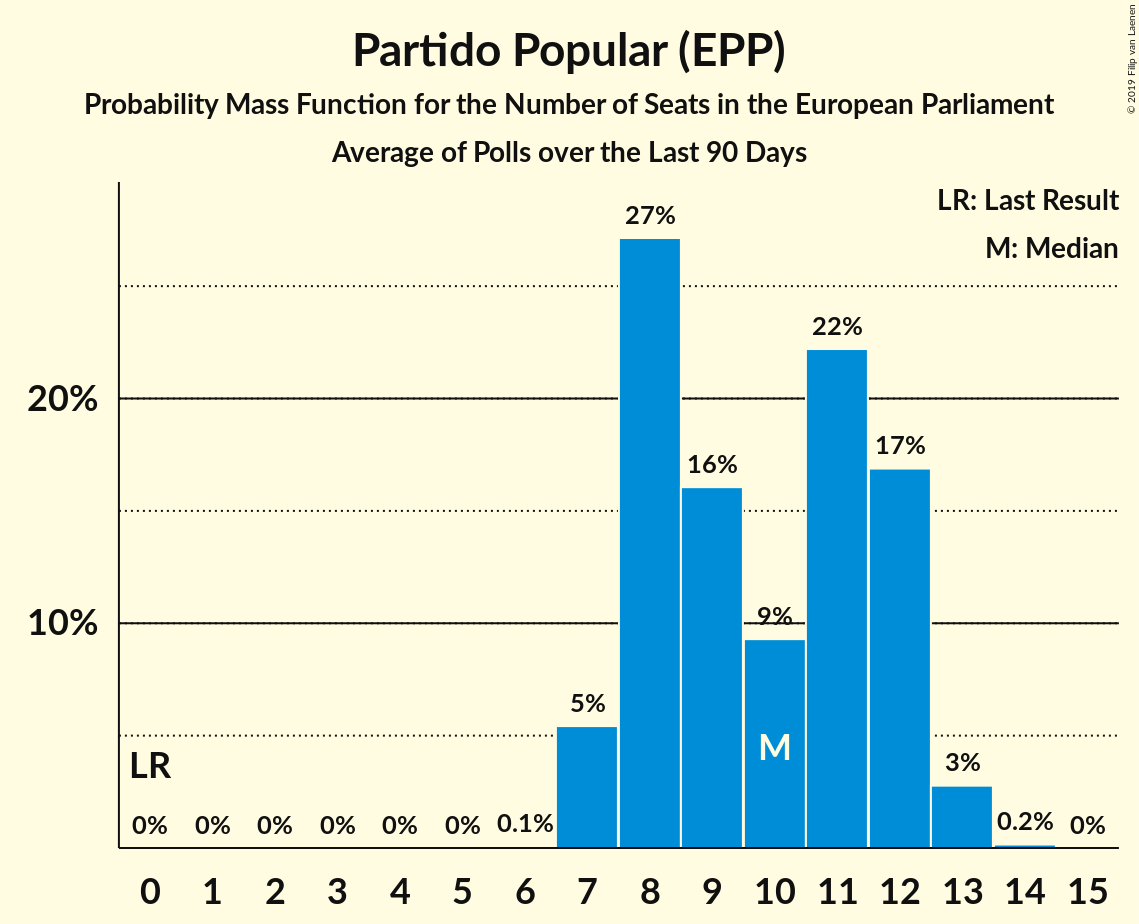 Partido Popular (EPP)
Probability Mass Function for the Number of Seats in the European Parliament
Average of Polls over the Last 90 Days
© 2019 Filip van Laenen
LR: Last Result
M: Median
27%
22%
20%
17%
16%
10%
9%
5%
M
LR
3%
0% 0% 0% 0% 0% 0% 0.1% 0.2% 0%
0 1 2 3 4 5 6 7 8 9 10 11 12 13 14 15